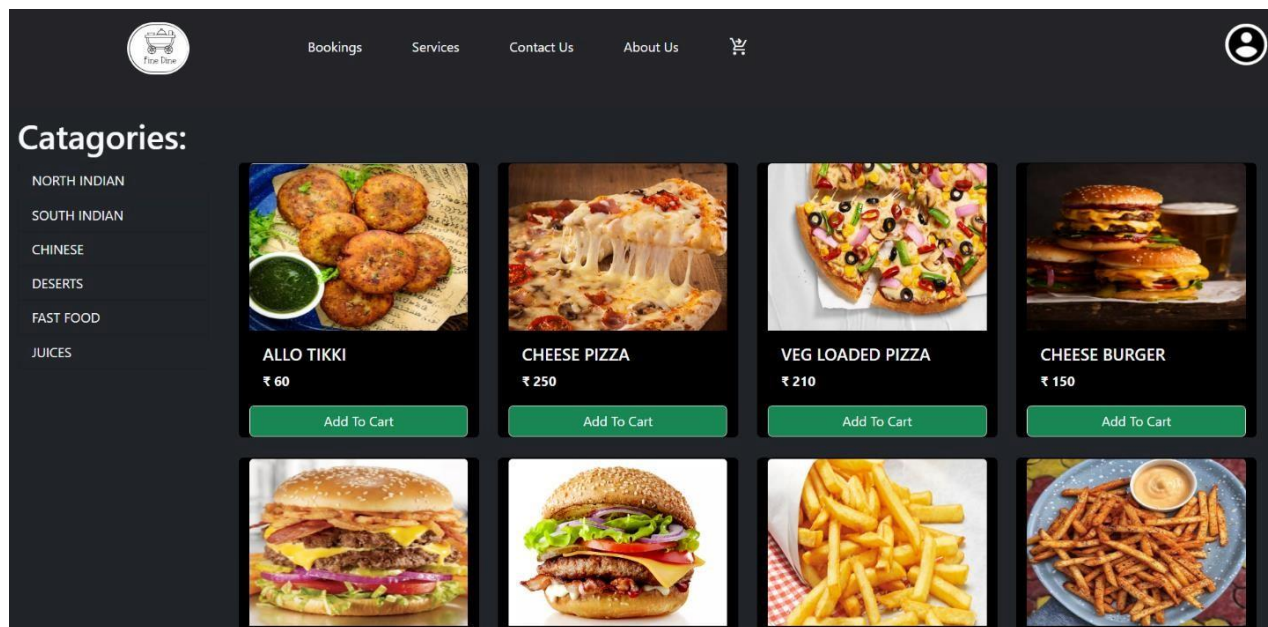 Fine Dine
Bookings Services Contact Us About Us
Catagories:
NORTH INDIAN
SOUTH INDIAN
CHINESE
DESERTS
FAST FOOD
JUICES
ALLO TIKKI
₹ 60
Add To Cart
CHEESE PIZZA
₹ 250
Add To Cart
VEG LOADED PIZZA
₹ 210
Add To Cart
CHEESE BURGER
₹ 150
Add To Cart